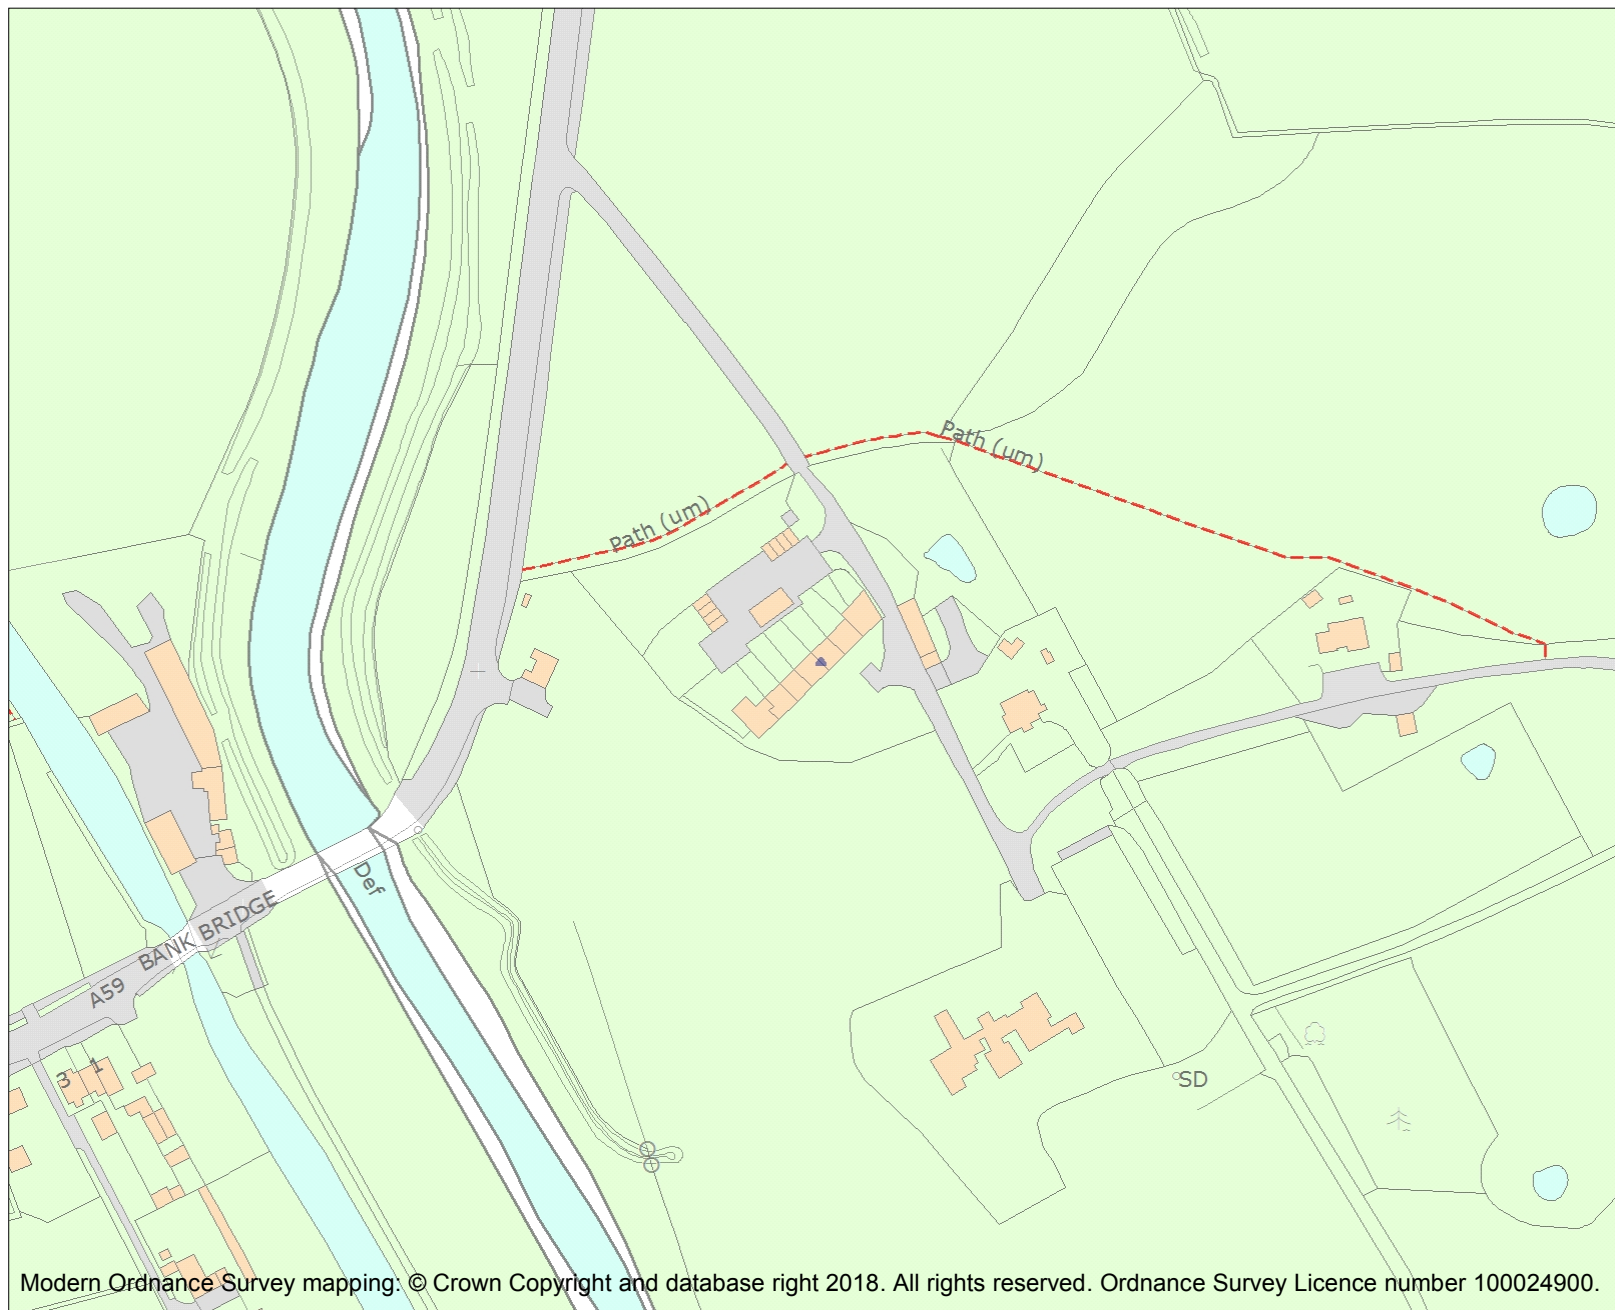 Path (um)
Path (um)
Def
BANK BRIDGE
A59
3
1
SD
Modern Ordnance Survey mapping: © Crown Copyright and database right 2018. All rights reserved. Ordnance Survey Licence number 100024900.